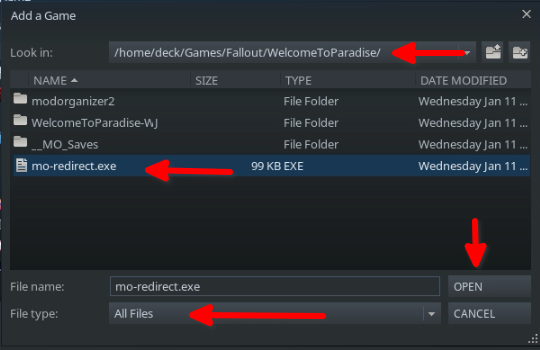 Add a Game
Look in: /home/deck/Games/Fallout/WelcomeToParadise/
NAME SIZE TYPE DATE MODIFIED
modorganizer2 File Folder Wednesday Jan 11 ...
WelcomeToParadise-WJ File Folder Wednesday Jan 11 ...
__MO_Saves File Folder Wednesday Jan 11 ...
mo-redirect.exe 99 KB EXE Wednesday Jan 11 ...
File name: mo-redirect.exe OPEN
File type: All Files CANCEL